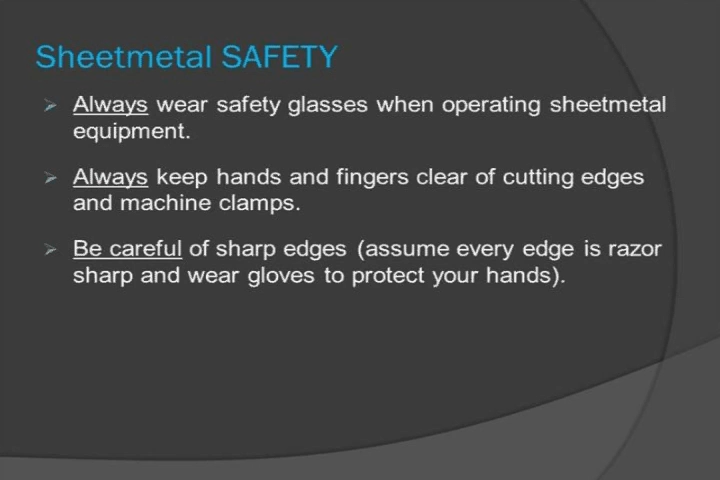 Sheetmetal SAFETY
Always wear safety glasses when operating sheetmetal
equipment.
Always keep hands and fingers clear of cutting edges
and machine clamps.
Be careful of sharp edges (assume every edge is razor
sharp and wear gloves to protect your hands).